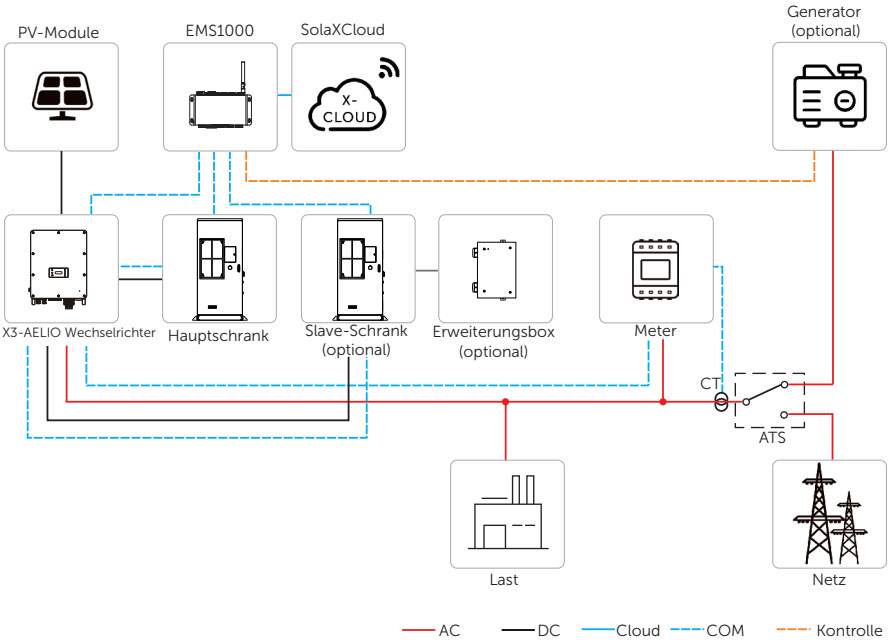 PV-Module
EMS1000
SolaXCloud
Generator
(optional)
X-
CLOUD
X3-AELIO Wechselrichter
Hauptschrank
Slave-Schrank
(optional)
Erweiterungsbox
(optional)
Meter
CT
ATS
Last
Netz
AC
DC
Cloud
COM
Kontrolle